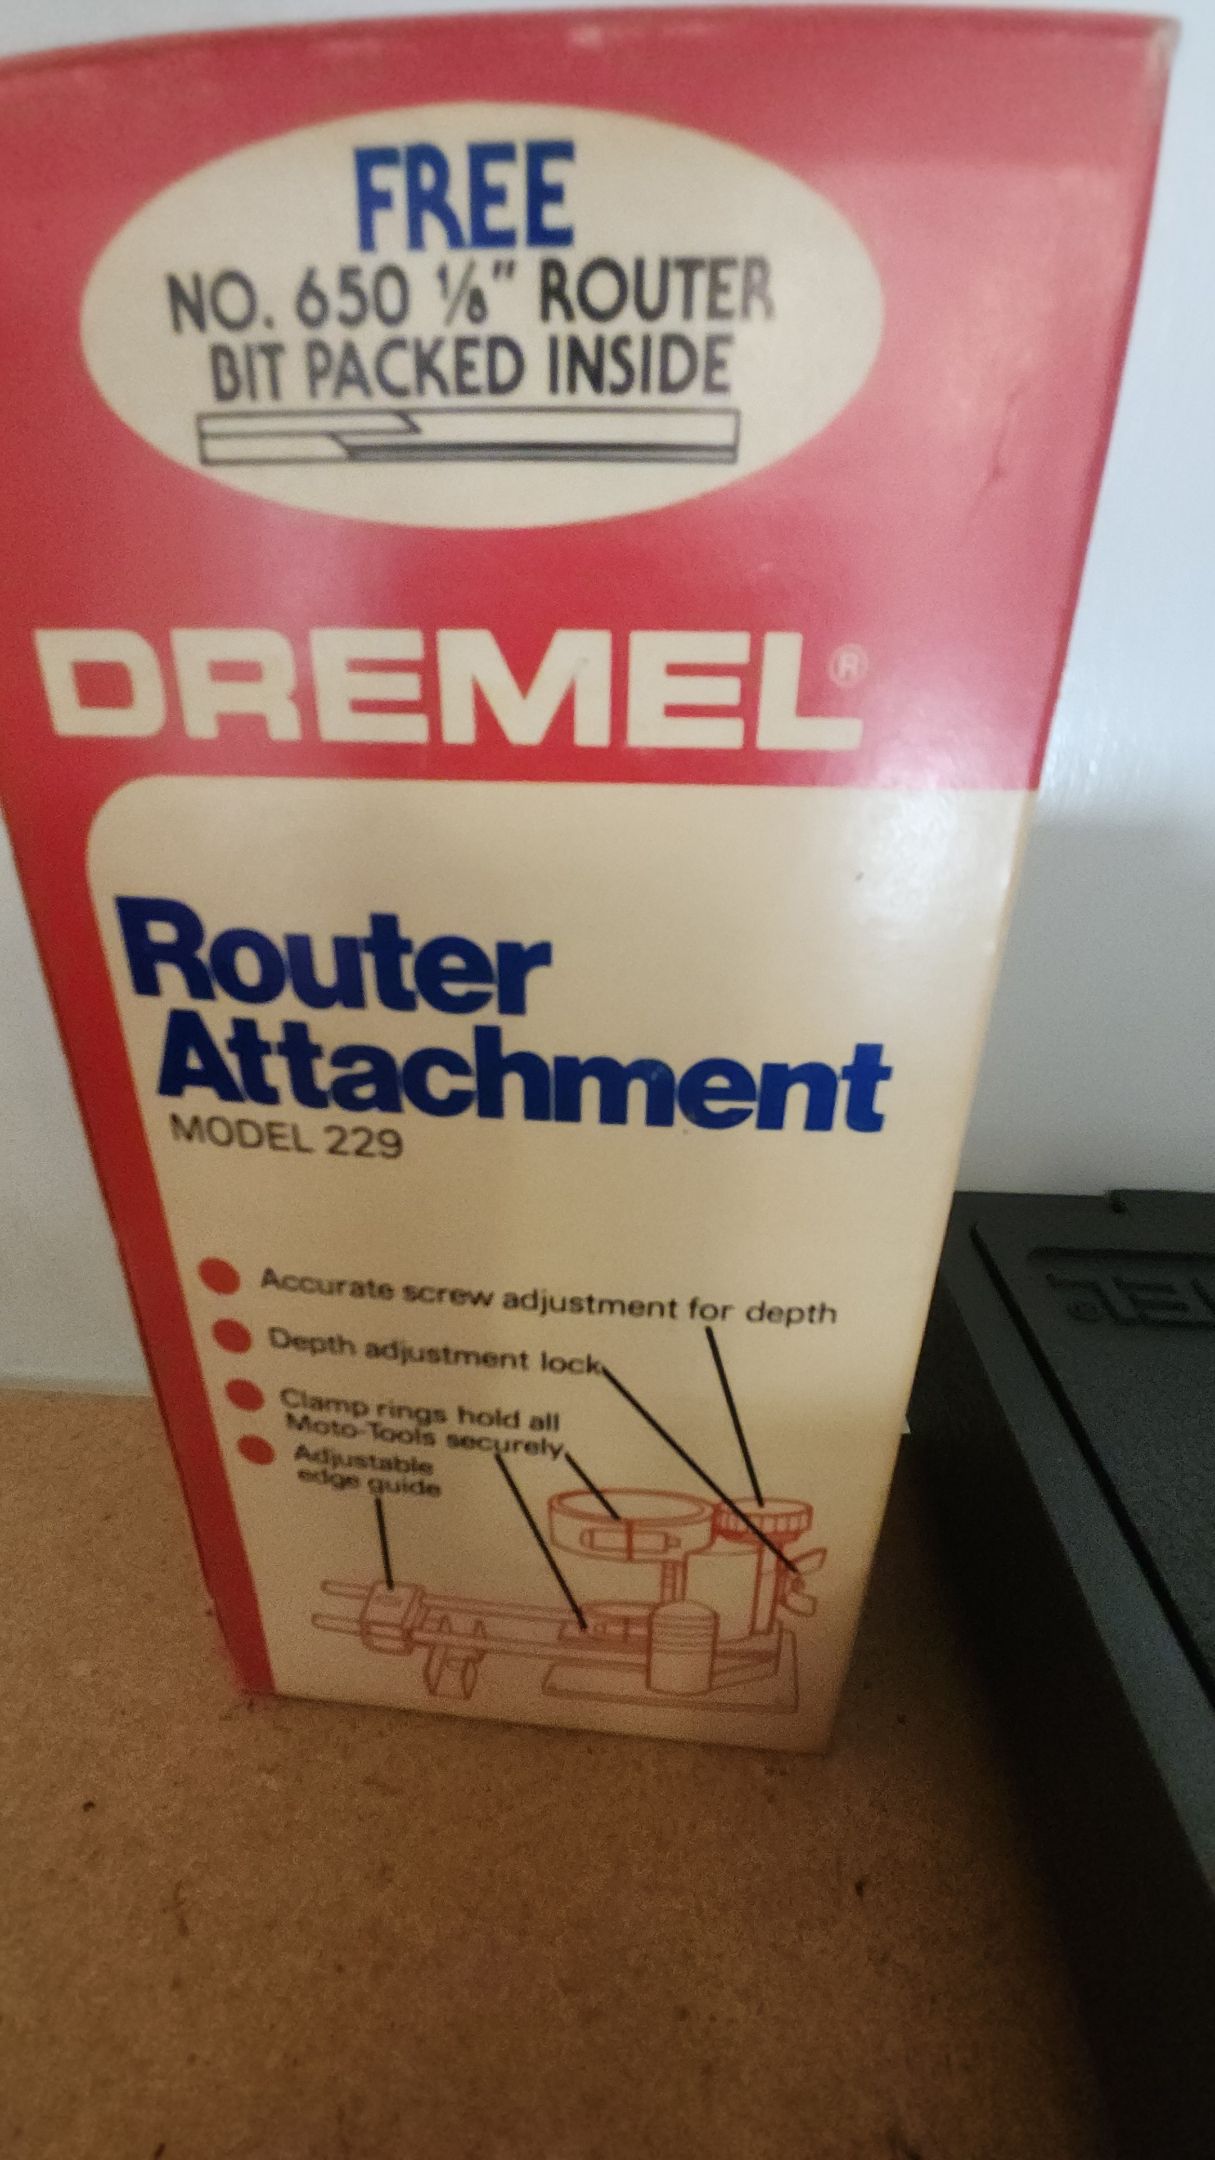 FREE
NO. 650 ⅛" ROUTER
BIT PACKED INSIDE
DREMEL®
Router
Attachment
MODEL 229
Accurate screw adjustment for depth
Depth adjustment lock
Clamp rings hold all
Moto-Tools securely
Adjustable
edge guide